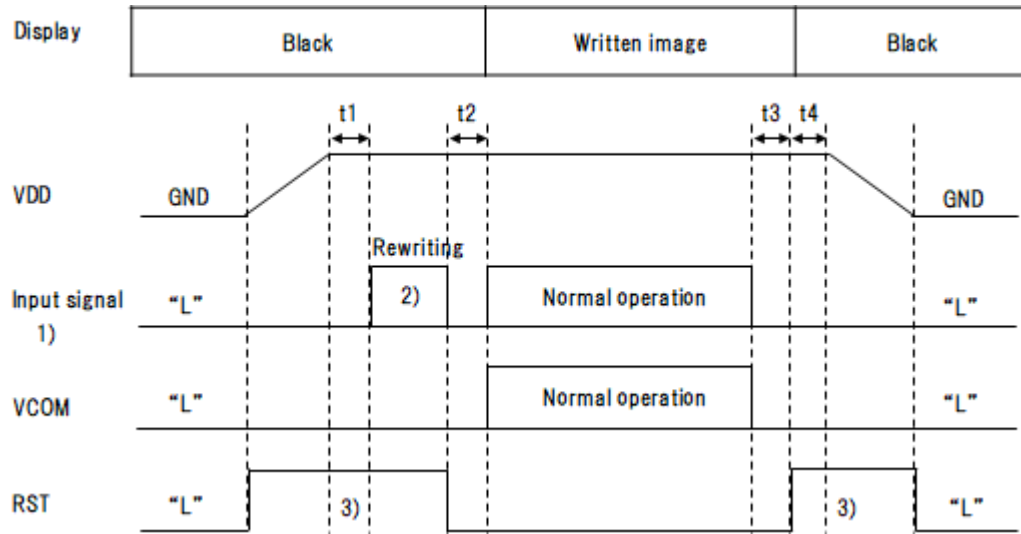 Display
Black
Written image
Black
t1
t2
t3
t4
VDD
GND
GND
Rewriting
Input signal
1)
“L”
2)
Normal operation
“L”
VCOM
“L”
Normal operation
“L”
RST
“L”
3)
3)
“L”